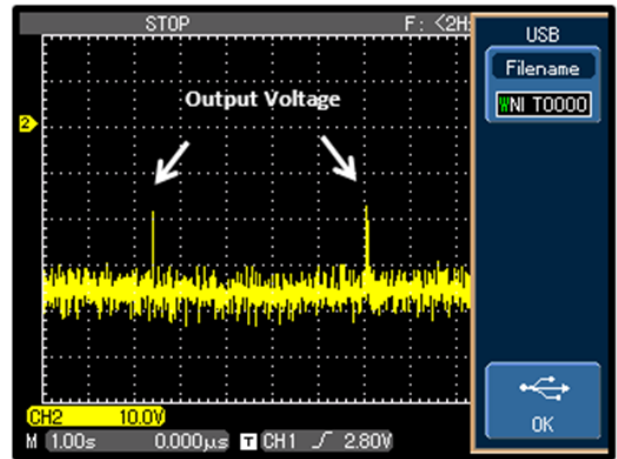 STOP
F: <2H
USB
Filename
WNI T0000
Output Voltage
2
CH2 10.0V
M 1.00s 0.000μs T CH1 2.80V
OK